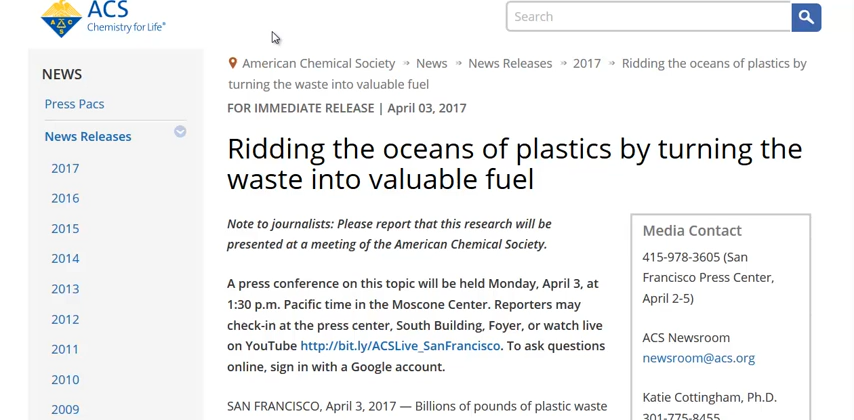 ACS
Chemistry for Life®
A C S
Search
NEWS
Press Pacs
News Releases
2017
2016
2015
2014
2013
2012
2011
2010
2009
American Chemical Society → News → News Releases → 2017 → Ridding the oceans of plastics by
turning the waste into valuable fuel
FOR IMMEDIATE RELEASE | April 03, 2017
Ridding the oceans of plastics by turning the
waste into valuable fuel
Note to journalists: Please report that this research will be
presented at a meeting of the American Chemical Society.
A press conference on this topic will be held Monday, April 3, at
1:30 p.m. Pacific time in the Moscone Center. Reporters may
check-in at the press center, South Building, Foyer, or watch live
on YouTube http://bit.ly/ACSLive_SanFrancisco. To ask questions
online, sign in with a Google account.
SAN FRANCISCO, April 3, 2017 — Billions of pounds of plastic waste
Media Contact
415-978-3605 (San
Francisco Press Center,
April 2-5)
ACS Newsroom
newsroom@acs.org
Katie Cottingham, Ph.D.
301-775-8455